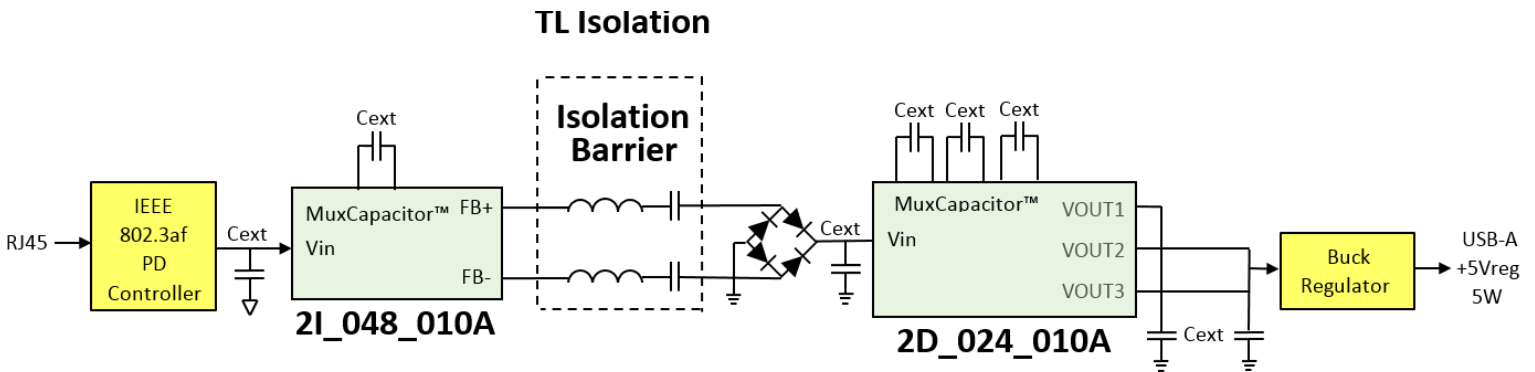 TL Isolation
Isolation
Barrier
Cext
Cext
Cext
Cext
IEEE
802.3af
PD
Controller
RJ45
Cext
MuxCapacitor™
FB+
Vin
FB-
2I_048_010A
Cext
MuxCapacitor™
Vin
VOUT1
VOUT2
VOUT3
2D_024_010A
Cext
Buck
Regulator
USB-A
+5Vreg
5W